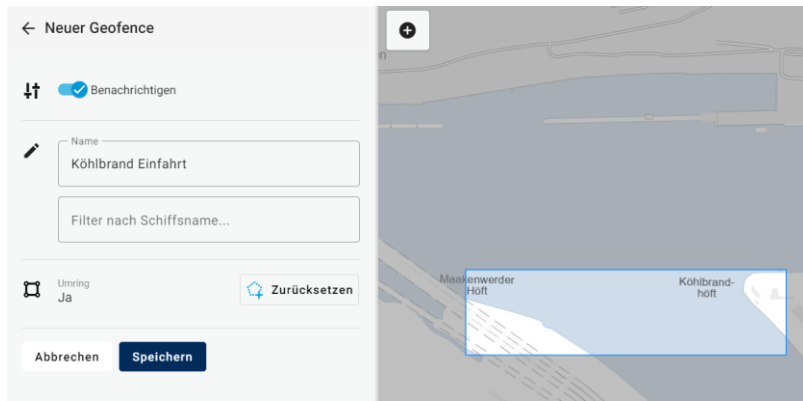 Neuer Geofence
Benachrichtigen
Name
Köhlbrand Einfahrt
Filter nach Schiffsname...
Umring
Ja
Zurücksetzen
Abbrechen
Speichern
n
Maakenwerder
Höft
Köhlbrand-
höft